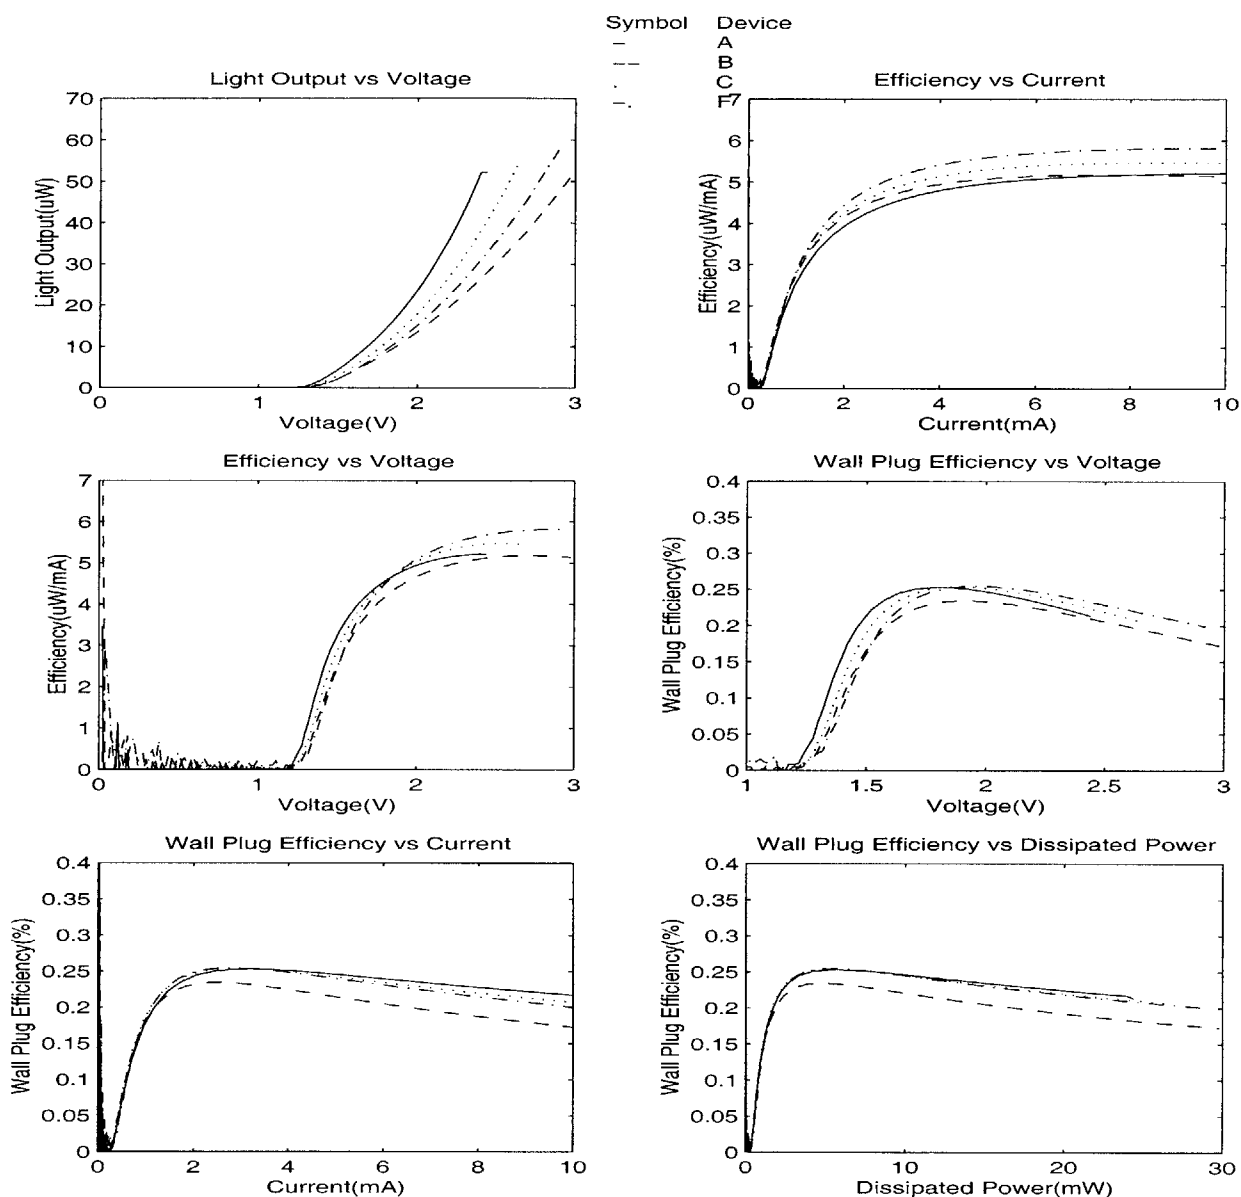 Symbol Device
– A
–– B
. C
–. F
Light Output vs Voltage
70
60
50
40
30
20
10
0
Light Output(uW)
0 1 2 3
Voltage(V)
Efficiency vs Current
7
6
5
4
3
2
1
0
Efficiency(uW/mA)
0 2 4 6 8 10
Current(mA)
Efficiency vs Voltage
7
6
5
4
3
2
1
0
Efficiency(uW/mA)
0 1 2 3
Voltage(V)
Wall Plug Efficiency vs Voltage
0.4
0.35
0.3
0.25
0.2
0.15
0.1
0.05
0
Wall Plug Efficiency(%)
1 1.5 2 2.5 3
Voltage(V)
Wall Plug Efficiency vs Current
0.4
0.35
0.3
0.25
0.2
0.15
0.1
0.05
0
Wall Plug Efficiency(%)
0 2 4 6 8 10
Current(mA)
Wall Plug Efficiency vs Dissipated Power
0.4
0.35
0.3
0.25
0.2
0.15
0.1
0.05
0
Wall Plug Efficiency(%)
0 10 20 30
Dissipated Power(mW)